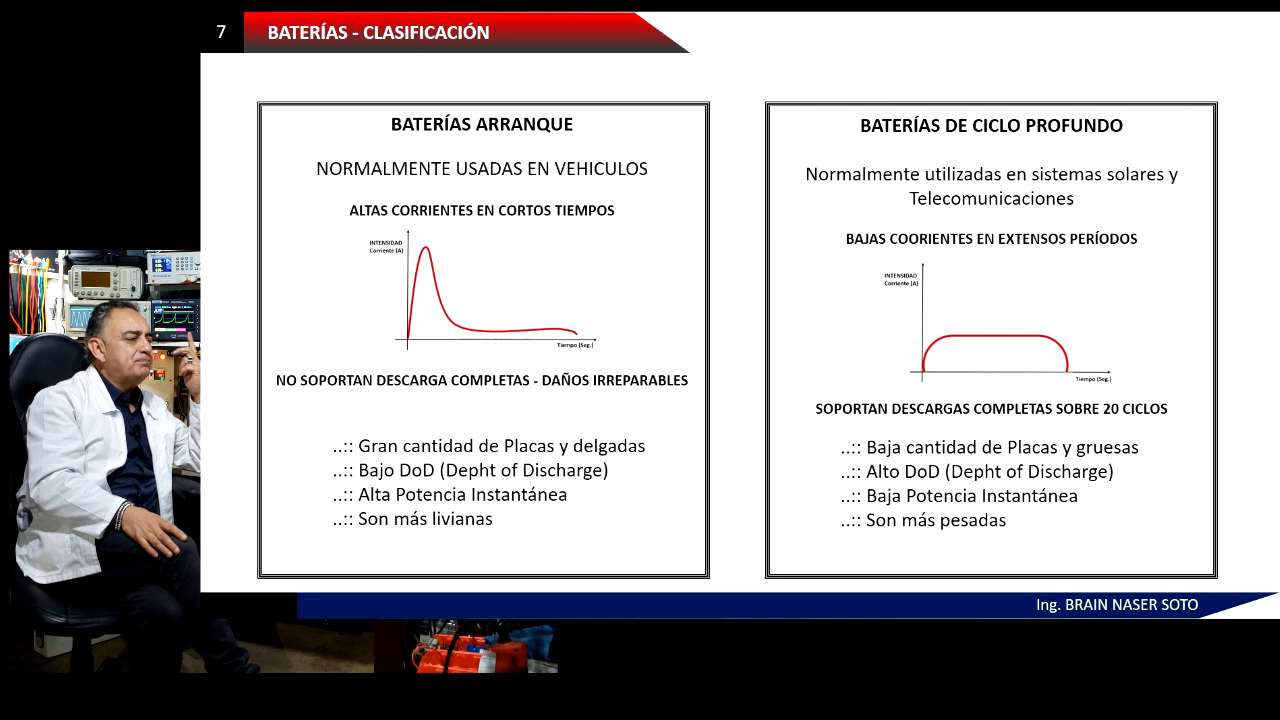 7
BATERÍAS - CLASIFICACIÓN
BATERÍAS ARRANQUE
NORMALMENTE USADAS EN VEHICULOS
ALTAS CORRIENTES EN CORTOS TIEMPOS
INTENSIDAD
Corriente (A)
Tiempo (Seg.)
NO SOPORTAN DESCARGA COMPLETAS - DAÑOS IRREPARABLES
..:: Gran cantidad de Placas y delgadas
..:: Bajo DoD (Depht of Discharge)
..:: Alta Potencia Instantánea
..:: Son más livianas
BATERÍAS DE CICLO PROFUNDO
Normalmente utilizadas en sistemas solares y
Telecomunicaciones
BAJAS COORIENTES EN EXTENSOS PERÍODOS
INTENSIDAD
Corriente (A)
Tiempo (Seg.)
SOPORTAN DESCARGAS COMPLETAS SOBRE 20 CICLOS
..:: Baja cantidad de Placas y gruesas
..:: Alto DoD (Depht of Discharge)
..:: Baja Potencia Instantánea
..:: Son más pesadas
Ing. BRAIN NASER SOTO